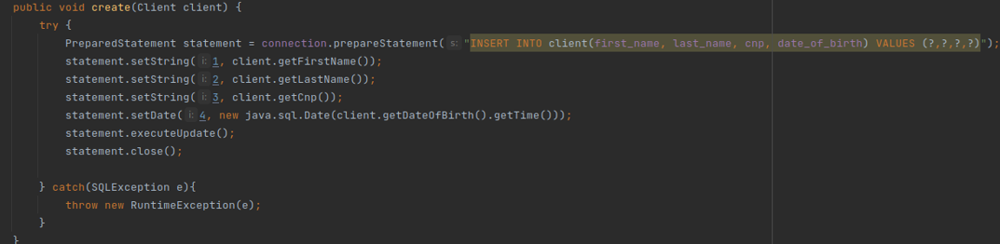 public void create(Client client) {
try {
PreparedStatement statement = connection.prepareStatement( s: "INSERT INTO client(first_name, last_name, cnp, date_of_birth) VALUES (?,?,?,?)");
statement.setString( i: 1, client.getFirstName());
statement.setString( i: 2, client.getLastName());
statement.setString( i: 3, client.getCnp());
statement.setDate( i: 4, new java.sql.Date(client.getDateOfBirth().getTime()));
statement.executeUpdate();
statement.close();
} catch(SQLException e){
throw new RuntimeException(e);
}
}